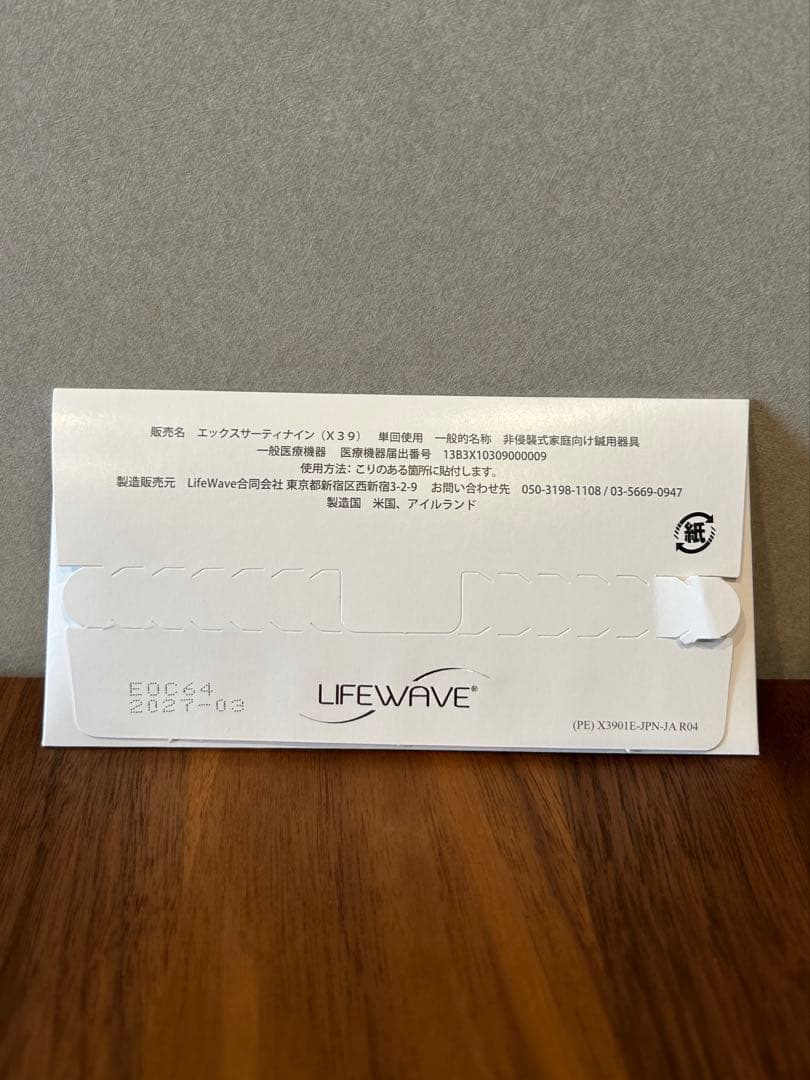 販売名　エックスサーティナイン（X39）　単回使用　一般的名称　非侵襲式家庭向け鍼用器具
一般医療機器　医療機器届出番号　13B3X10309000009
使用方法：こりのある箇所に貼付します。
製造販売元　LifeWave合同会社 東京都新宿区西新宿3-2-9　お問い合わせ先　050-3198-1108 / 03-5669-0947
製造国　米国、アイルランド
紙
E0C64
2027-03
LIFEWAVE®
(PE) X3901E-JPN-JA R04